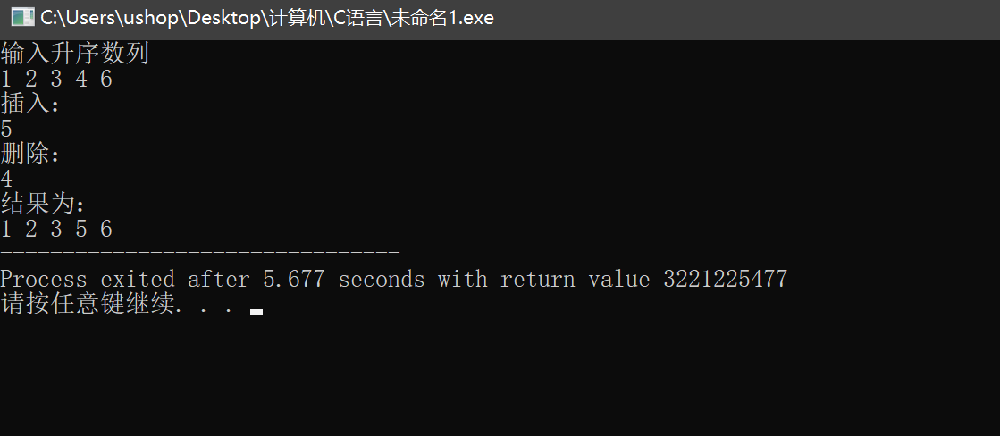 C:\Users\ushop\Desktop\计算机\C语言\未命名1.exe
输入升序数列
1 2 3 4 6
插入：
5
删除：
4
结果为：
1 2 3 5 6
--------------------------------
Process exited after 5.677 seconds with return value 3221225477
请按任意键继续. . .